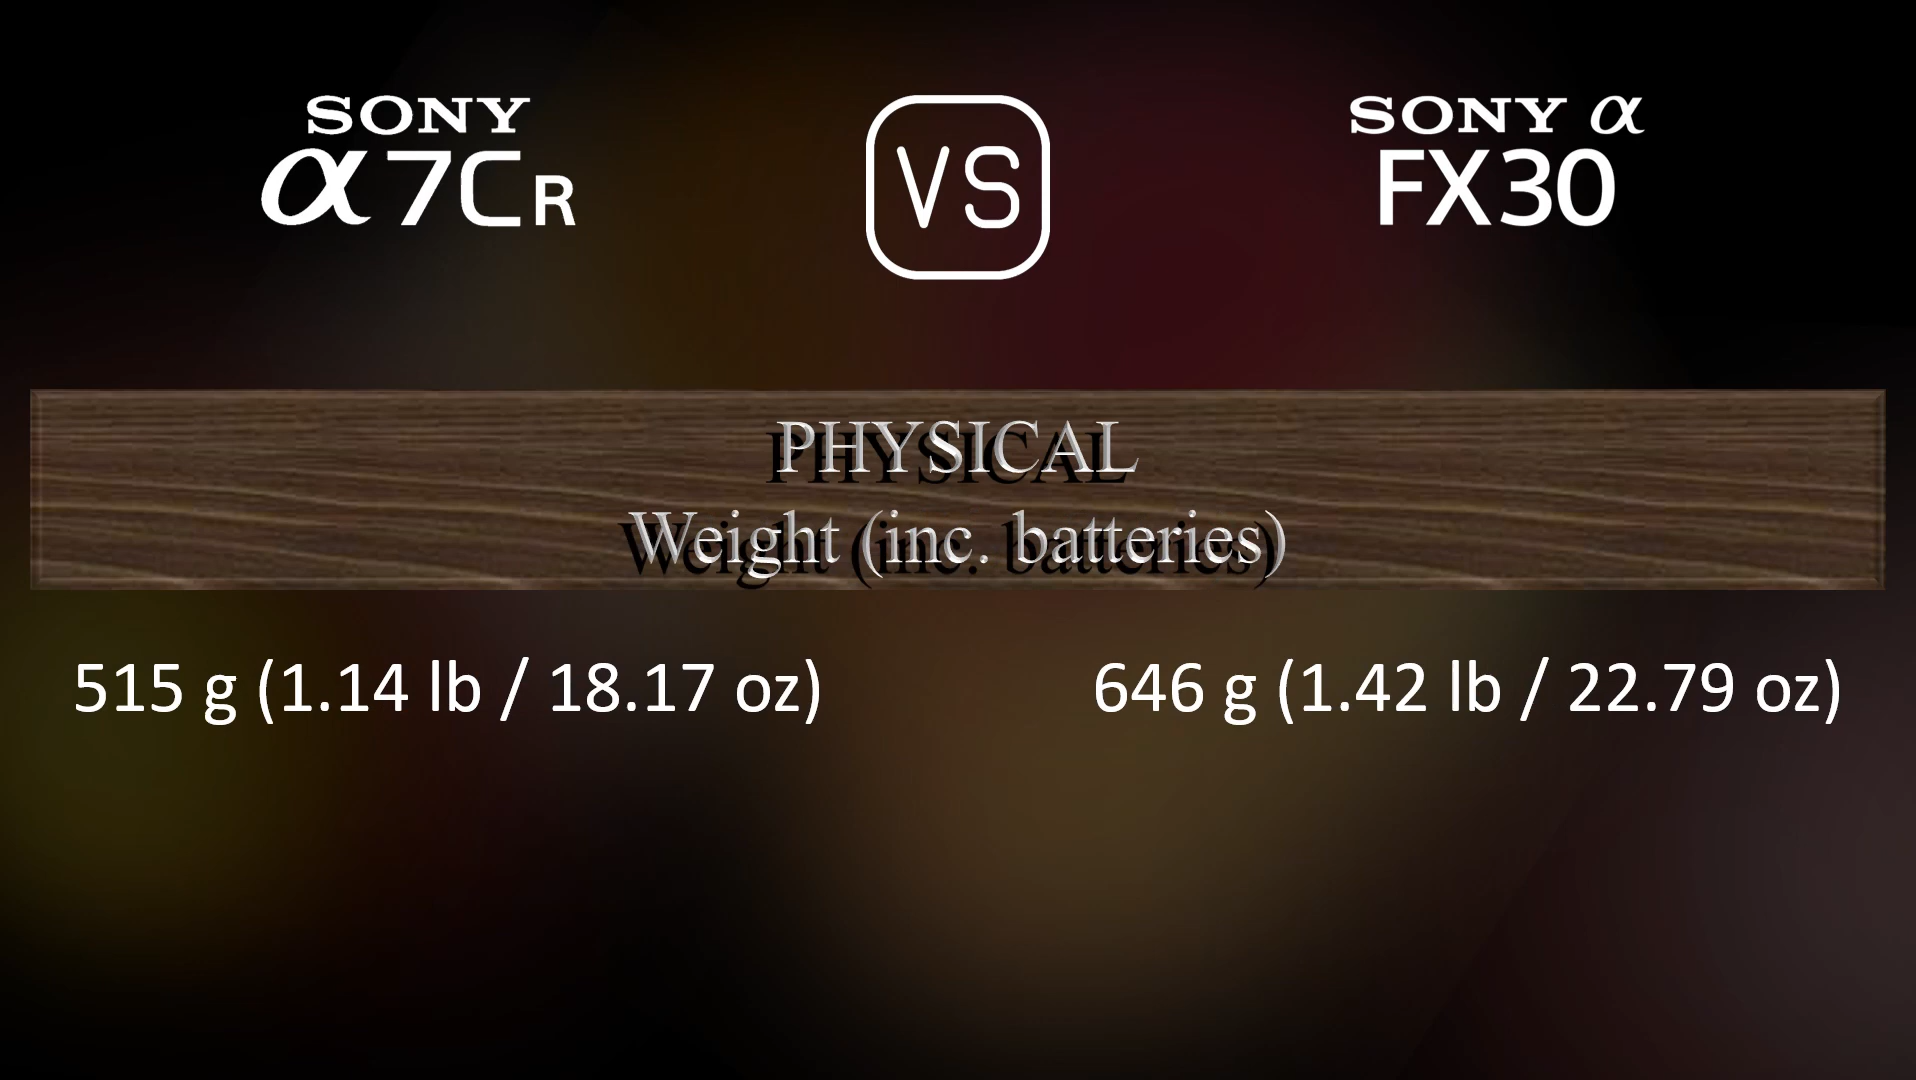 SONY
α7CR
VS
SONY α
FX30
PHYSICAL
Weight (inc. batteries)
515 g (1.14 lb / 18.17 oz)
646 g (1.42 lb / 22.79 oz)